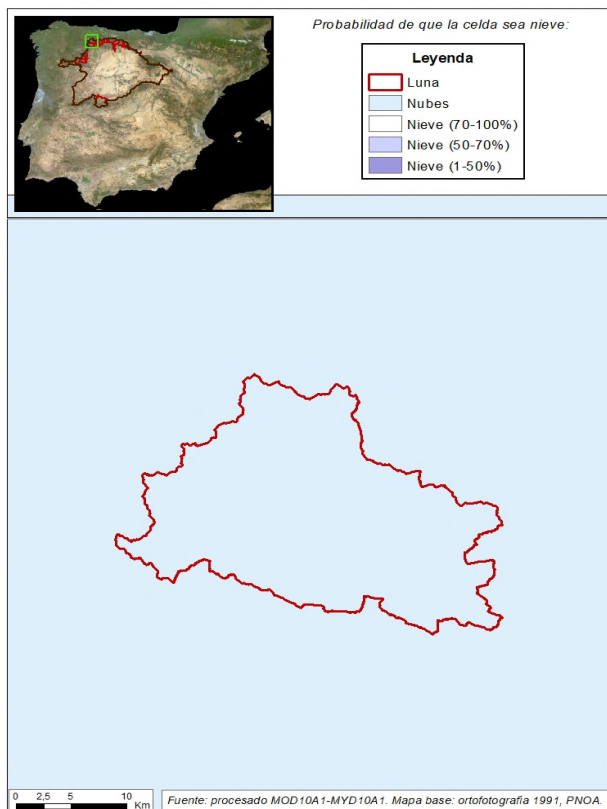 Probabilidad de que la celda sea nieve:
Leyenda
Luna
Nubes
Nieve (70-100%)
Nieve (50-70%)
Nieve (1-50%)
0 2,5 5 10
Km
Fuente: procesado MOD10A1-MYD10A1. Mapa base: ortofotografia 1991, PNOA